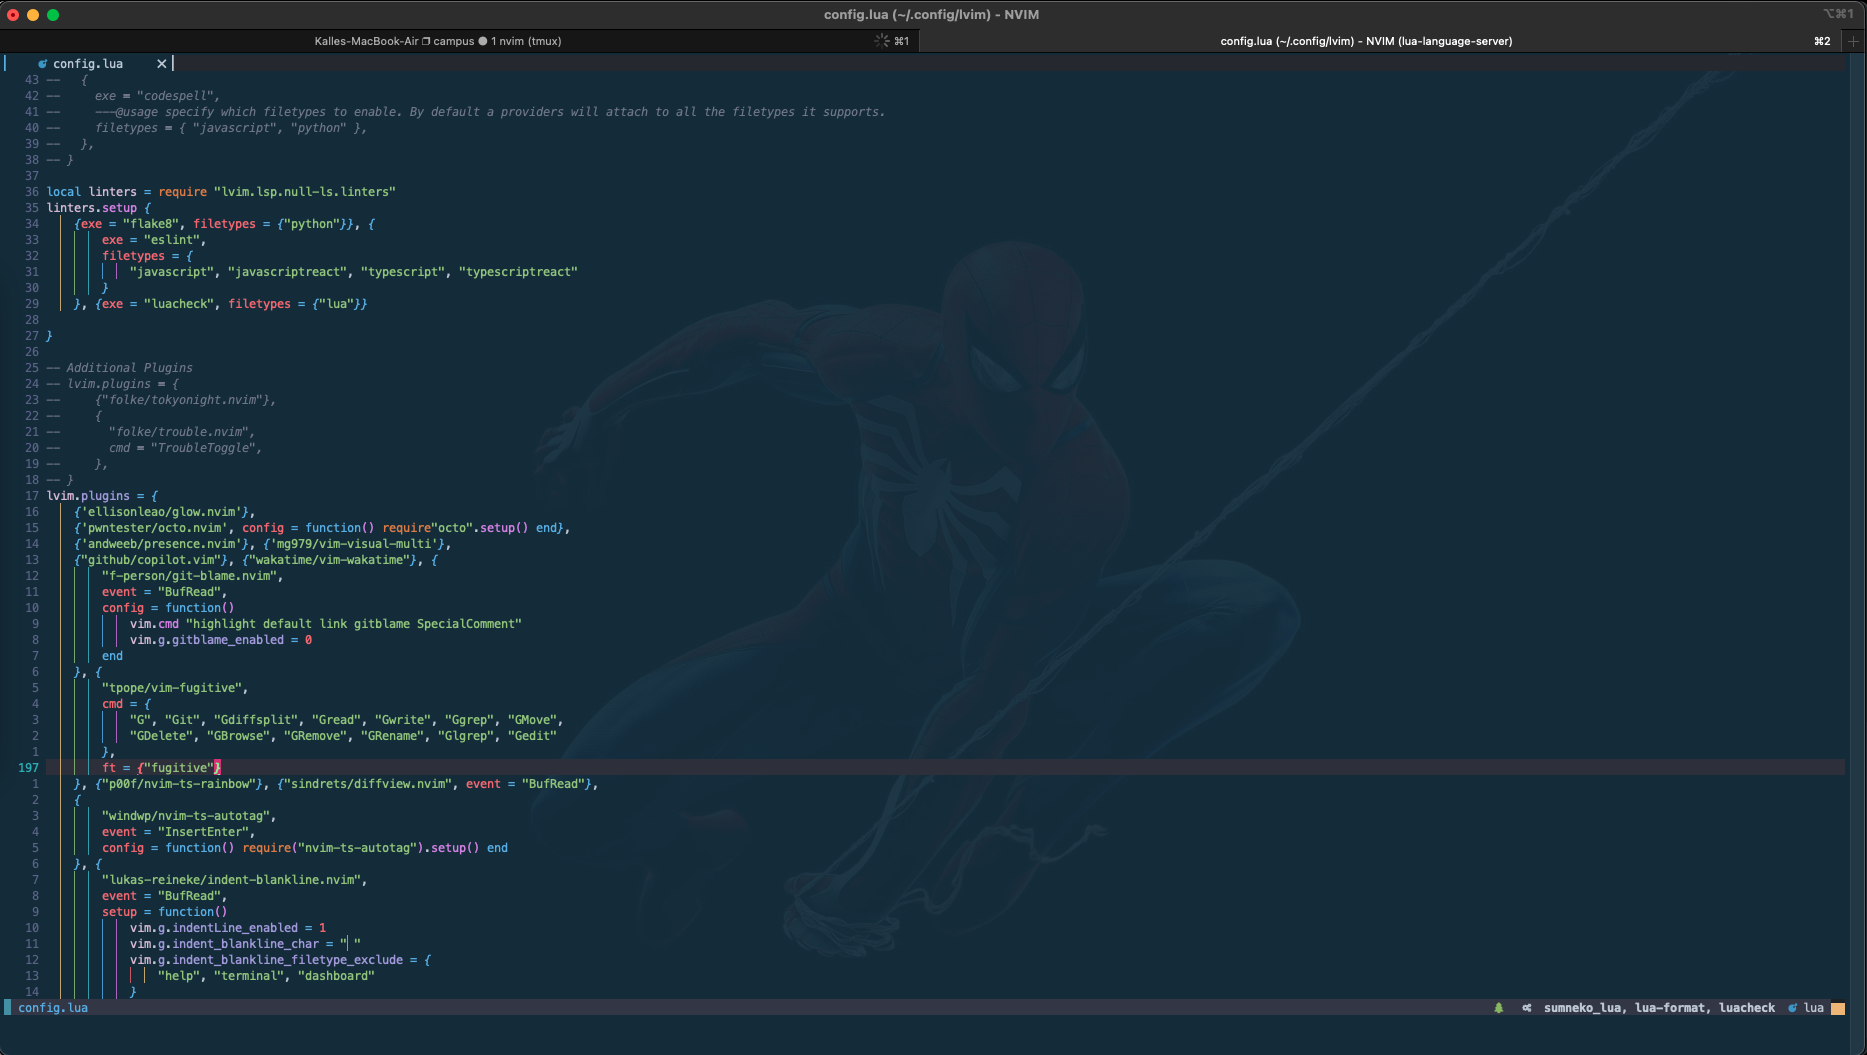 config.lua (~/.config/lvim) - NVIM
⌥⌘1
Kalles-MacBook-Air ❐ campus ● 1 nvim (tmux)
⌘1
config.lua (~/.config/lvim) - NVIM (lua-language-server)
⌘2
config.lua
43 --   {
42 --     exe = "codespell",
41 --     ---@usage specify which filetypes to enable. By default a providers will attach to all the filetypes it supports.
40 --     filetypes = { "javascript", "python" },
39 --   },
38 -- }
37
36 local linters = require "lvim.lsp.null-ls.linters"
35 linters.setup {
34     {exe = "flake8", filetypes = {"python"}}, {
33         exe = "eslint",
32         filetypes = {
31             "javascript", "javascriptreact", "typescript", "typescriptreact"
30         }
29     }, {exe = "luacheck", filetypes = {"lua"}}
28
27 }
26
25 -- Additional Plugins
24 -- lvim.plugins = {
23 --     {"folke/tokyonight.nvim"},
22 --     {
21 --       "folke/trouble.nvim",
20 --       cmd = "TroubleToggle",
19 --     },
18 -- }
17 lvim.plugins = {
16     {'ellisonleao/glow.nvim'},
15     {'pwntester/octo.nvim', config = function() require"octo".setup() end},
14     {'andweeb/presence.nvim'}, {'mg979/vim-visual-multi'},
13     {"github/copilot.vim"}, {"wakatime/vim-wakatime"}, {
12         "f-person/git-blame.nvim",
11         event = "BufRead",
10         config = function()
9             vim.cmd "highlight default link gitblame SpecialComment"
8             vim.g.gitblame_enabled = 0
7         end
6     }, {
5         "tpope/vim-fugitive",
4         cmd = {
3             "G", "Git", "Gdiffsplit", "Gread", "Gwrite", "Ggrep", "GMove",
2             "GDelete", "GBrowse", "GRemove", "GRename", "Glgrep", "Gedit"
1         },
197         ft = {"fugitive"}
1     }, {"p00f/nvim-ts-rainbow"}, {"sindrets/diffview.nvim", event = "BufRead"},
2     {
3         "windwp/nvim-ts-autotag",
4         event = "InsertEnter",
5         config = function() require("nvim-ts-autotag").setup() end
6     }, {
7         "lukas-reineke/indent-blankline.nvim",
8         event = "BufRead",
9         setup = function()
10             vim.g.indentLine_enabled = 1
11             vim.g.indent_blankline_char = "▏"
12             vim.g.indent_blankline_filetype_exclude = {
13                 "help", "terminal", "dashboard"
14             }
config.lua
sumneko_lua, lua-format, luacheck
lua